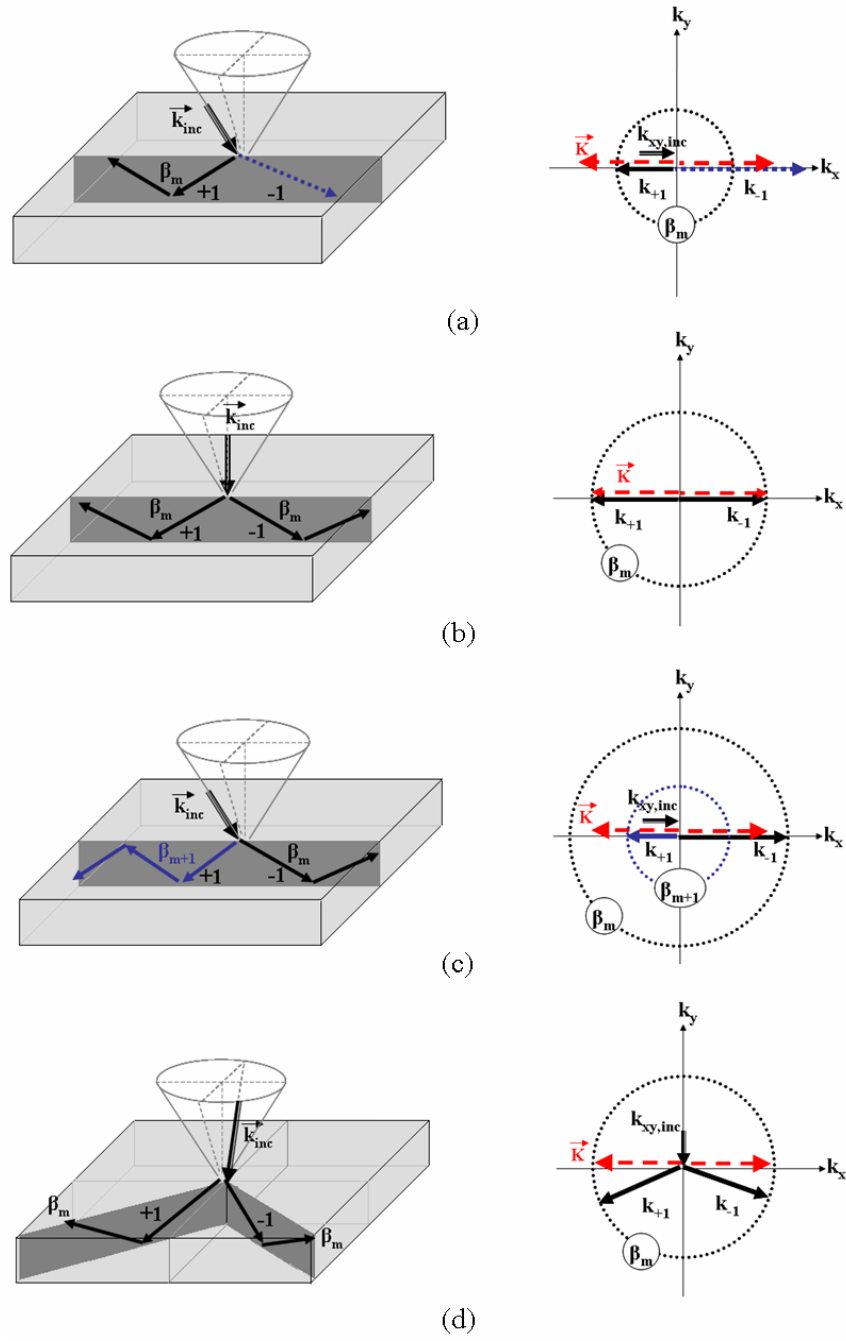 k_y
k_inc
β_m
+1
-1
K
k_xy,inc
k_x
k_+1
k_-1
β_m
(a)
k_y
k_inc
β_m
β_m
+1
-1
K
k_x
k_+1
k_-1
β_m
(b)
k_y
k_inc
β_m+1
β_m
+1
-1
k_xy,inc
K
k_x
k_+1
k_-1
β_m+1
β_m
(c)
k_y
k_inc
β_m
+1
-1
β_m
k_xy,inc
K
k_x
k_+1
k_-1
β_m
(d)